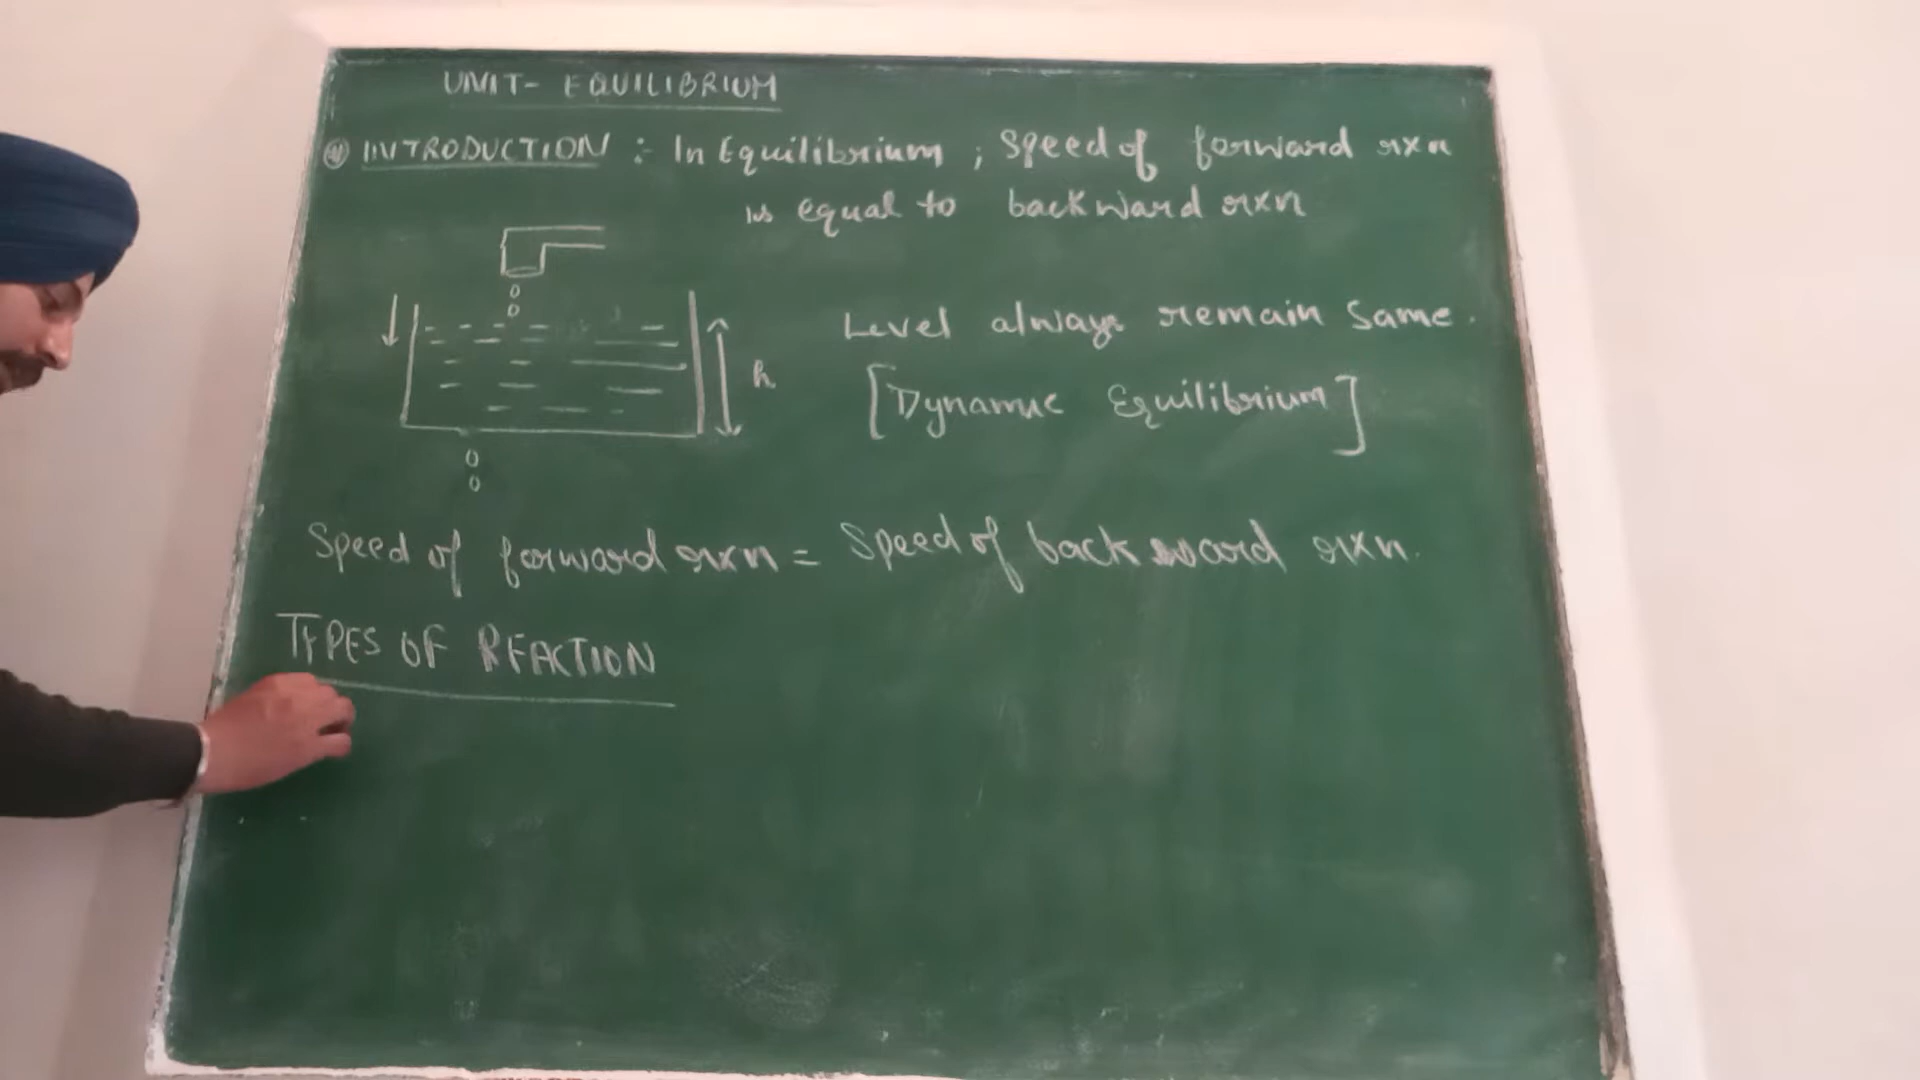 UNIT- EQUILIBRIUM
INTRODUCTION :- In Equilibrium ; Speed of forward rxn
is equal to backward rxn
Level always remain Same.
h
[Dynamic Equilibrium]
Speed of forward rxn = Speed of backward rxn.
TYPES OF REACTION